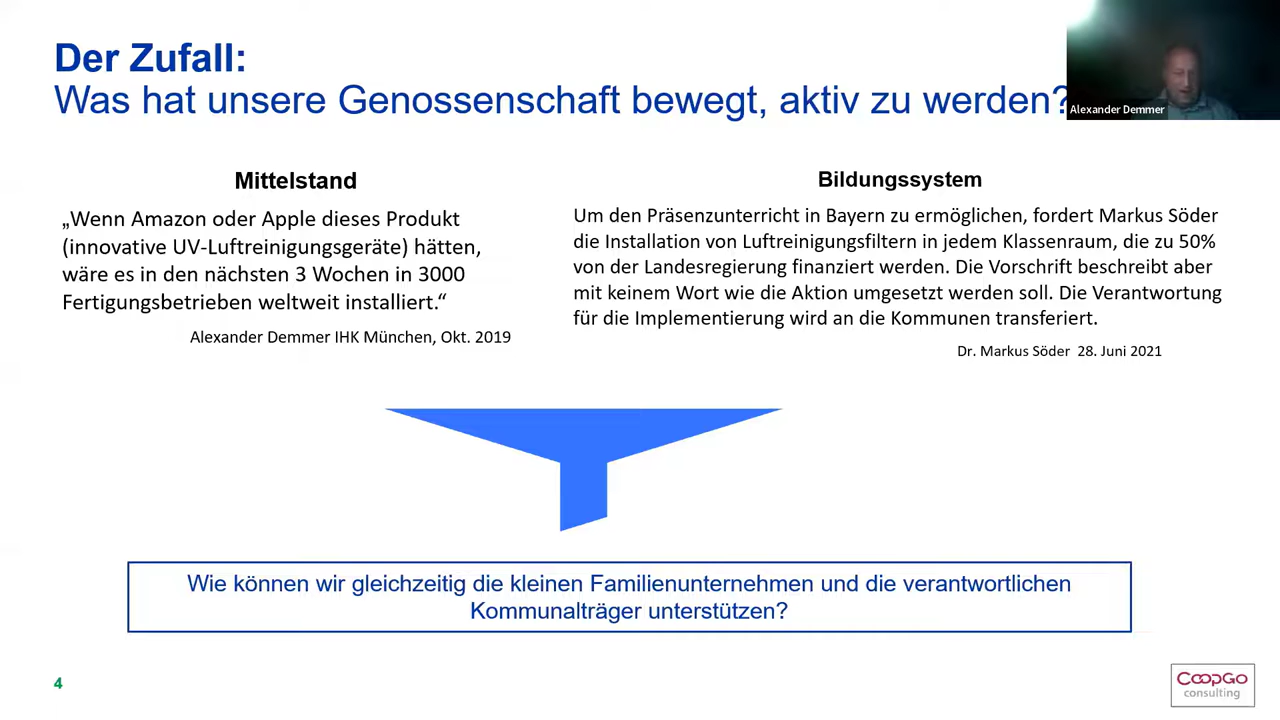 Der Zufall:
Was hat unsere Genossenschaft bewegt, aktiv zu werden?
Alexander Demmer
Mittelstand
„Wenn Amazon oder Apple dieses Produkt
(innovative UV-Luftreinigungsgeräte) hätten,
wäre es in den nächsten 3 Wochen in 3000
Fertigungsbetrieben weltweit installiert.“
Alexander Demmer IHK München, Okt. 2019
Bildungssystem
Um den Präsenzunterricht in Bayern zu ermöglichen, fordert Markus Söder
die Installation von Luftreinigungsfiltern in jedem Klassenraum, die zu 50%
von der Landesregierung finanziert werden. Die Vorschrift beschreibt aber
mit keinem Wort wie die Aktion umgesetzt werden soll. Die Verantwortung
für die Implementierung wird an die Kommunen transferiert.
Dr. Markus Söder 28. Juni 2021
Wie können wir gleichzeitig die kleinen Familienunternehmen und die verantwortlichen
Kommunalträger unterstützen?
4
CoopGo
consulting